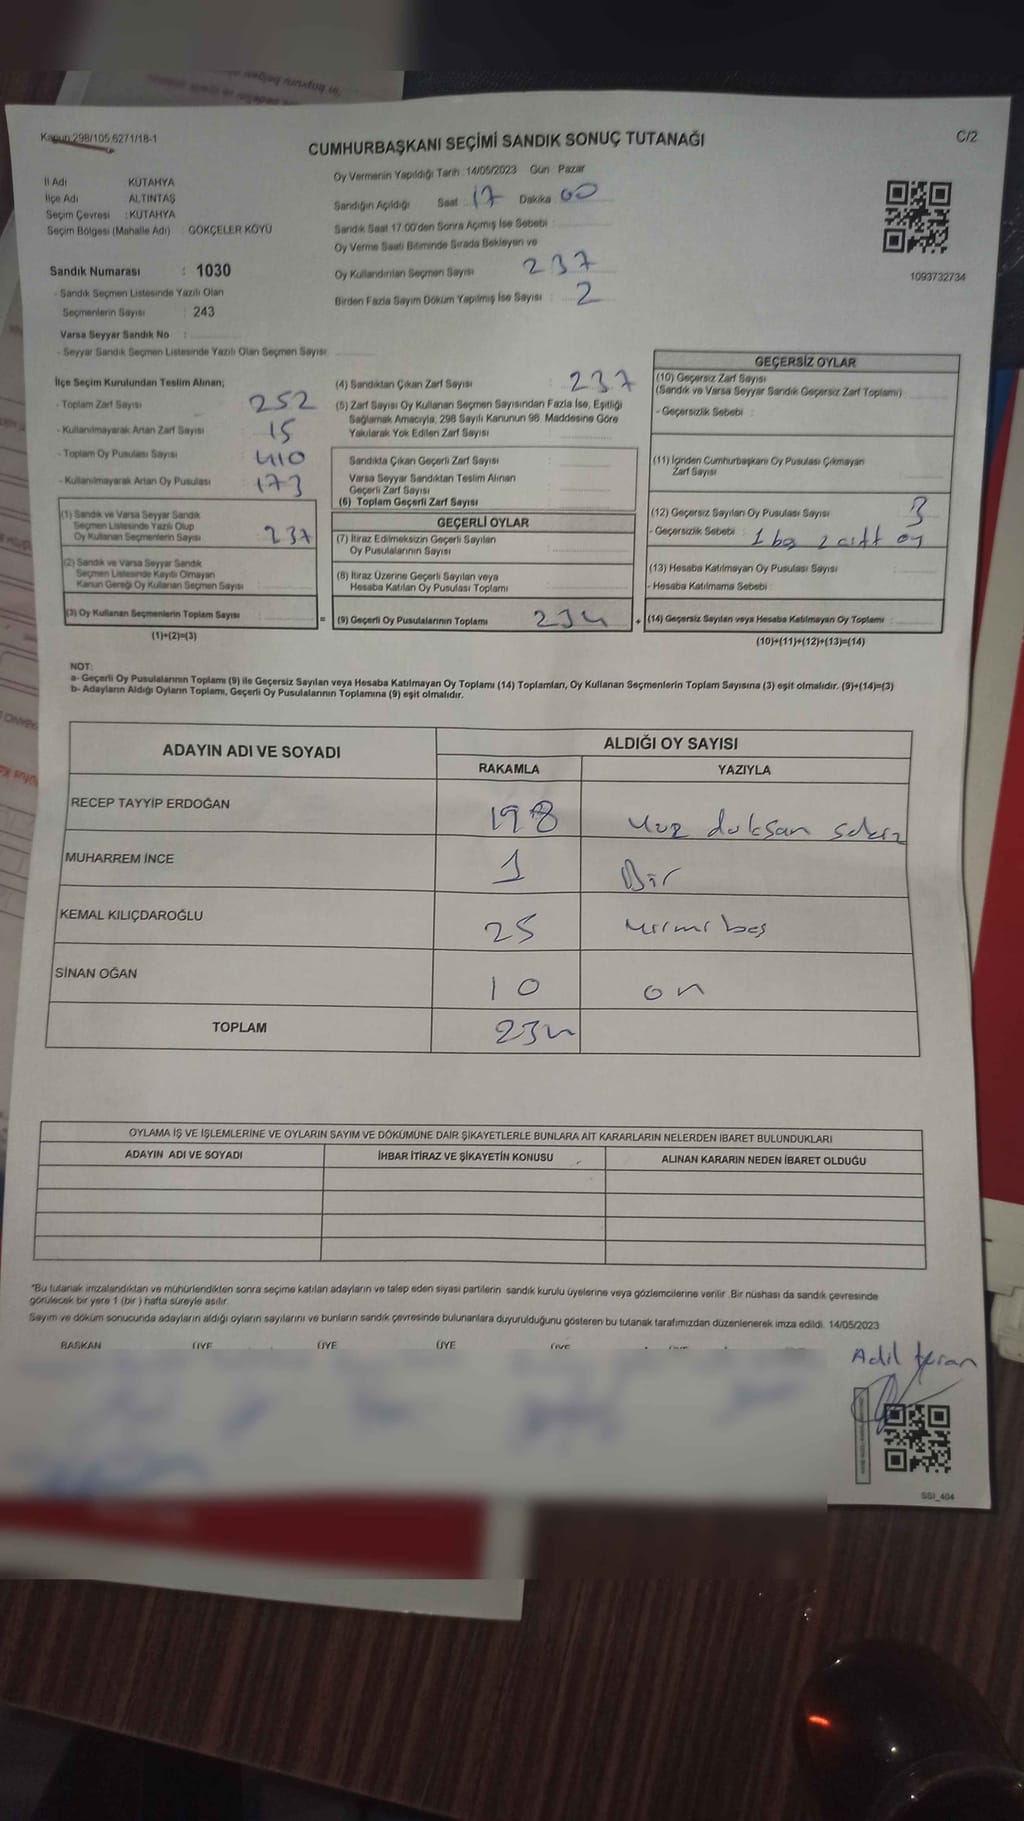 Kanun:298/105,6271/18-1
CUMHURBAŞKANI SEÇİMİ SANDIK SONUÇ TUTANAĞI
C/2
İl Adı KÜTAHYA
İlçe Adı ALTINTAŞ
Seçim Çevresi :KÜTAHYA
Seçim Bölgesi (Mahalle Adı) : GÖKÇELER KÖYÜ
Sandık Numarası : 1030
- Sandık Seçmen Listesinde Yazılı Olan
Seçmenlerin Sayısı : 243
Varsa Seyyar Sandık No :
- Seyyar Sandık Seçmen Listesinde Yazılı Olan Seçmen Sayısı:
Oy Vermenin Yapıldığı Tarih :14/05/2023 Gün : Pazar
Sandığın Açıldığı Saat : 17 Dakika : 00
Sandık Saat 17:00'den Sonra Açılmış İse Sebebi :
Oy Verme Saati Bitiminde Sırada Bekleyen ve
Oy Kullandırılan Seçmen Sayısı 237
Birden Fazla Sayım Döküm Yapılmış İse Sayısı : 2
1093732734
İlçe Seçim Kurulundan Teslim Alınan;
- Toplam Zarf Sayısı 252
- Kullanılmayarak Artan Zarf Sayısı 15
- Toplam Oy Pusulası Sayısı 410
- Kullanılmayarak Artan Oy Pusulası 173
(1) Sandık ve Varsa Seyyar Sandık
Seçmen Listesinde Yazılı Olup
Oy Kullanan Seçmenlerin Sayısı : 237
(2) Sandık ve Varsa Seyyar Sandık
Seçmen Listesinde Kayıtlı Olmayan
Kanun Gereği Oy Kullanan Seçmen Sayısı
(3) Oy Kullanan Seçmenlerin Toplam Sayısı =
(1)+(2)=(3)
(4) Sandıktan Çıkan Zarf Sayısı : 237
(5) Zarf Sayısı Oy Kullanan Seçmen Sayısından Fazla İse, Eşitliği
Sağlamak Amacıyla, 298 Sayılı Kanunun 98. Maddesine Göre
Yakılarak Yok Edilen Zarf Sayısı :
Sandıkta Çıkan Geçerli Zarf Sayısı :
Varsa Seyyar Sandıktan Teslim Alınan
Geçerli Zarf Sayısı
(6) Toplam Geçerli Zarf Sayısı
GEÇERLİ OYLAR
(7) İtiraz Edilmeksizin Geçerli Sayılan
Oy Pusulalarının Sayısı :
(8) İtiraz Üzerine Geçerli Sayılan veya
Hesaba Katılan Oy Pusulası Toplamı
(9) Geçerli Oy Pusulalarının Toplamı 234 +
GEÇERSİZ OYLAR
(10) Geçersiz Zarf Sayısı
(Sandık ve Varsa Seyyar Sandık Geçersiz Zarf Toplamı)
- Geçersizlik Sebebi :
(11) İçinden Cumhurbaşkanı Oy Pusulası Çıkmayan
Zarf Sayısı
(12) Geçersiz Sayılan Oy Pusulası Sayısı 3
- Geçersizlik Sebebi : 1 boş 2 çift oy
(13) Hesaba Katılmayan Oy Pusulası Sayısı :
- Hesaba Katılmama Sebebi :
(14) Geçersiz Sayılan veya Hesaba Katılmayan Oy Toplamı :
(10)+(11)+(12)+(13)=(14)
NOT:
a- Geçerli Oy Pusulalarının Toplamı (9) ile Geçersiz Sayılan veya Hesaba Katılmayan Oy Toplamı (14) Toplamları, Oy Kullanan Seçmenlerin Toplam Sayısına (3) eşit olmalıdır. (9)+(14)=(3)
b- Adayların Aldığı Oyların Toplamı, Geçerli Oy Pusulalarının Toplamına (9) eşit olmalıdır.
ADAYIN ADI VE SOYADI
ALDIĞI OY SAYISI
RAKAMLA YAZIYLA
RECEP TAYYİP ERDOĞAN 198 Yüz doksan sekiz
MUHARREM İNCE 1 Bir
KEMAL KILIÇDAROĞLU 25 yirmi beş
SİNAN OĞAN 10 on
TOPLAM 234
OYLAMA İŞ VE İŞLEMLERİNE VE OYLARIN SAYIM VE DÖKÜMÜNE DAİR ŞİKAYETLERLE BUNLARA AİT KARARLARIN NELERDEN İBARET BULUNDUKLARI
ADAYIN ADI VE SOYADI İHBAR İTİRAZ VE ŞİKAYETİN KONUSU ALINAN KARARIN NEDEN İBARET OLDUĞU
*Bu tutanak imzalandıktan ve mühürlendikten sonra seçime katılan adayların ve talep eden siyasi partilerin sandık kurulu üyelerine veya gözlemcilerine verilir .Bir nüshası da sandık çevresinde
görülecek bir yere 1 (bir ) hafta süreyle asılır.
Sayım ve döküm sonucunda adayların aldığı oyların sayılarını ve bunların sandık çevresinde bulunanlara duyurulduğunu gösteren bu tutanak tarafımızdan düzenlenerek imza edildi. 14/05/2023
BAŞKAN ÜYE ÜYE ÜYE ÜYE ÜYE
Adil
SSI_404